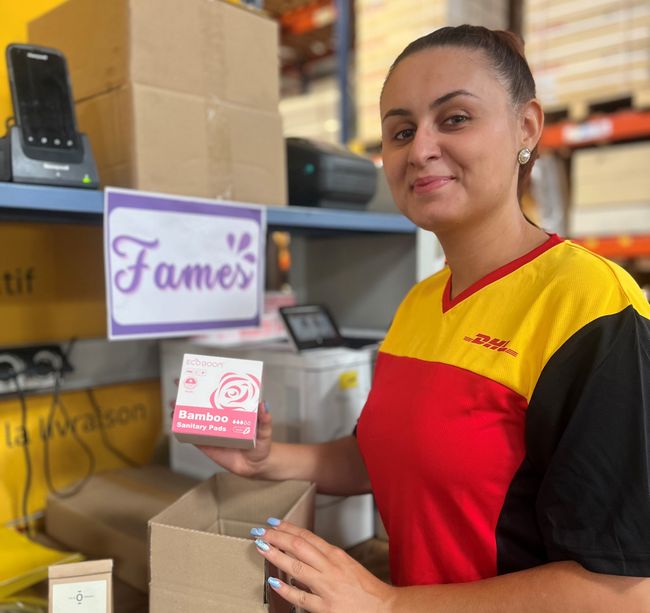 Fames
tif
la livraison
ECOBOON
Bamboo
Sanitary Pads
DHL